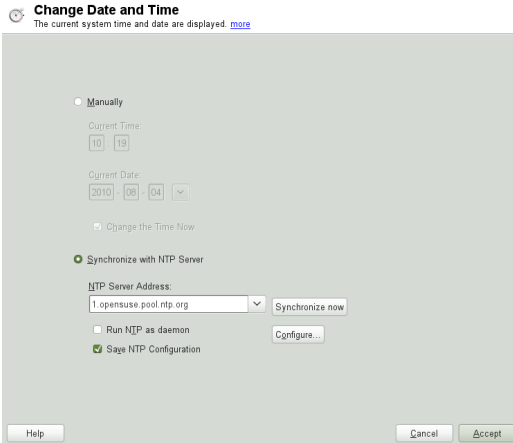 Change Date and Time
The current system time and date are displayed. more
Manually
Current Time:
10 : 19
Current Date:
2010 - 08 - 04
Change the Time Now
Synchronize with NTP Server
NTP Server Address:
1.opensuse.pool.ntp.org
Synchronize now
Run NTP as daemon
Configure...
Save NTP Configuration
Help
Cancel
Accept